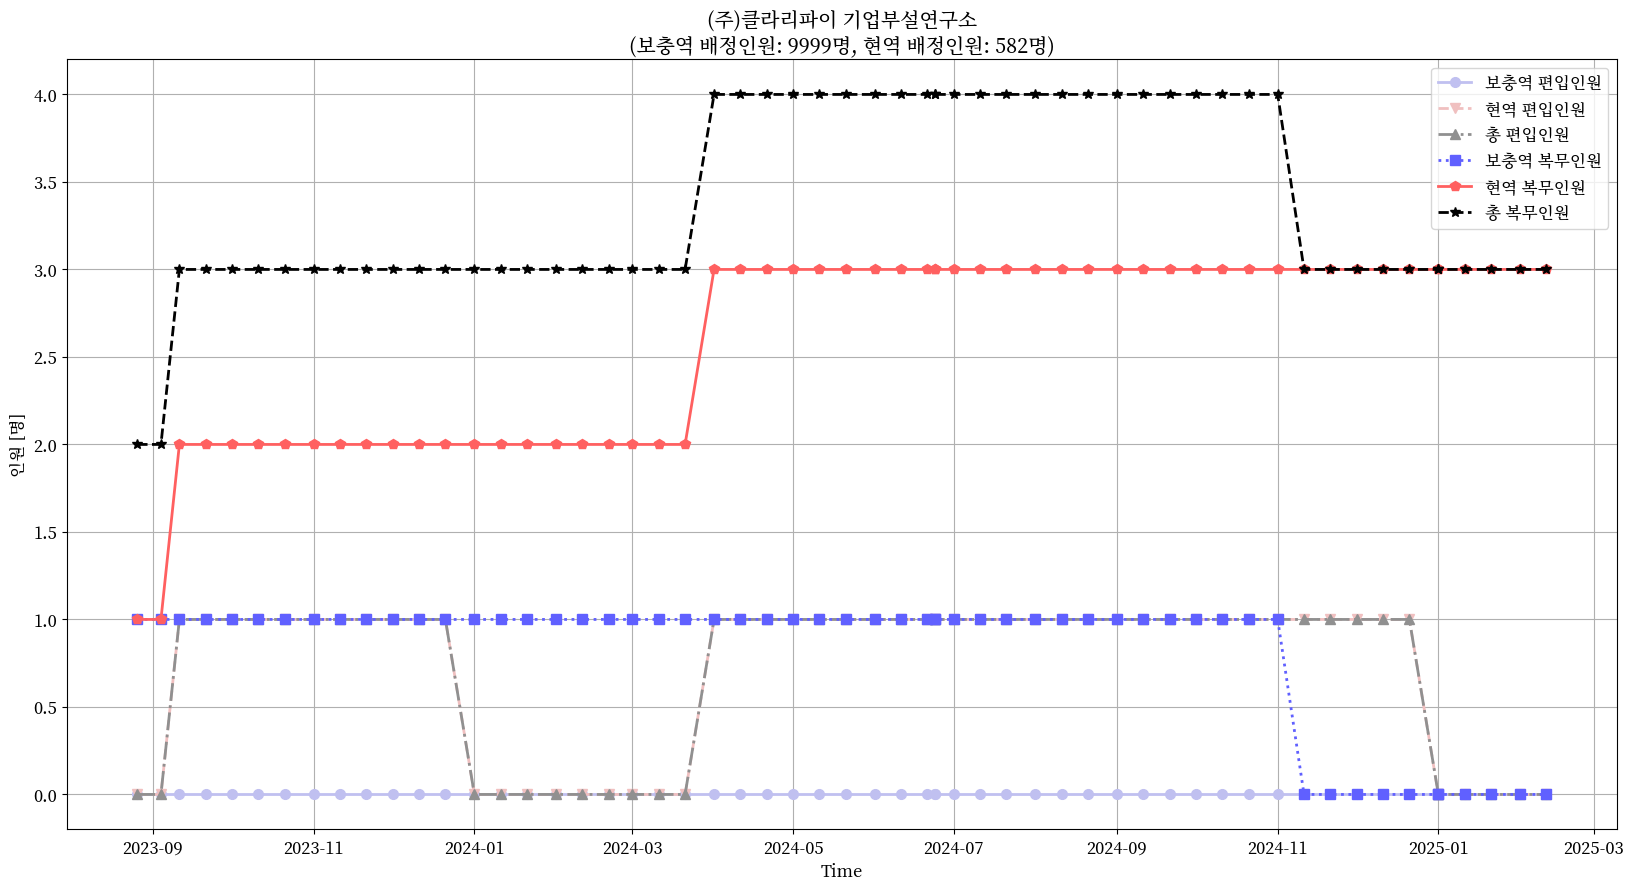 (주)클라리파이 기업부설연구소
(보충역 배정인원: 9999명, 현역 배정인원: 582명)
보충역 편입인원
현역 편입인원
총 편입인원
보충역 복무인원
현역 복무인원
총 복무인원
인원 [명]
4.0
3.5
3.0
2.5
2.0
1.5
1.0
0.5
0.0
2023-09 2023-11 2024-01 2024-03 2024-05 2024-07 2024-09 2024-11 2025-01 2025-03
Time